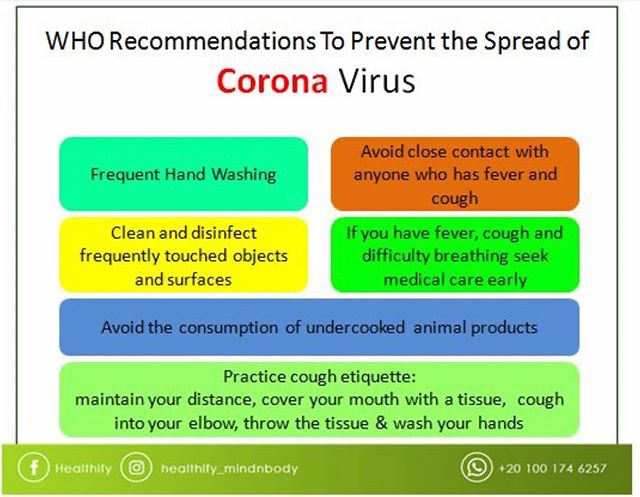 WHO Recommendations To Prevent the Spread of
Corona Virus
Frequent Hand Washing
Avoid close contact with
anyone who has fever and
cough
Clean and disinfect
frequently touched objects
and surfaces
If you have fever, cough and
difficulty breathing seek
medical care early
Avoid the consumption of undercooked animal products
Practice cough etiquette:
maintain your distance, cover your mouth with a tissue, cough
into your elbow, throw the tissue & wash your hands
Healthify
healthify_mindnbody
+20 100 174 6257